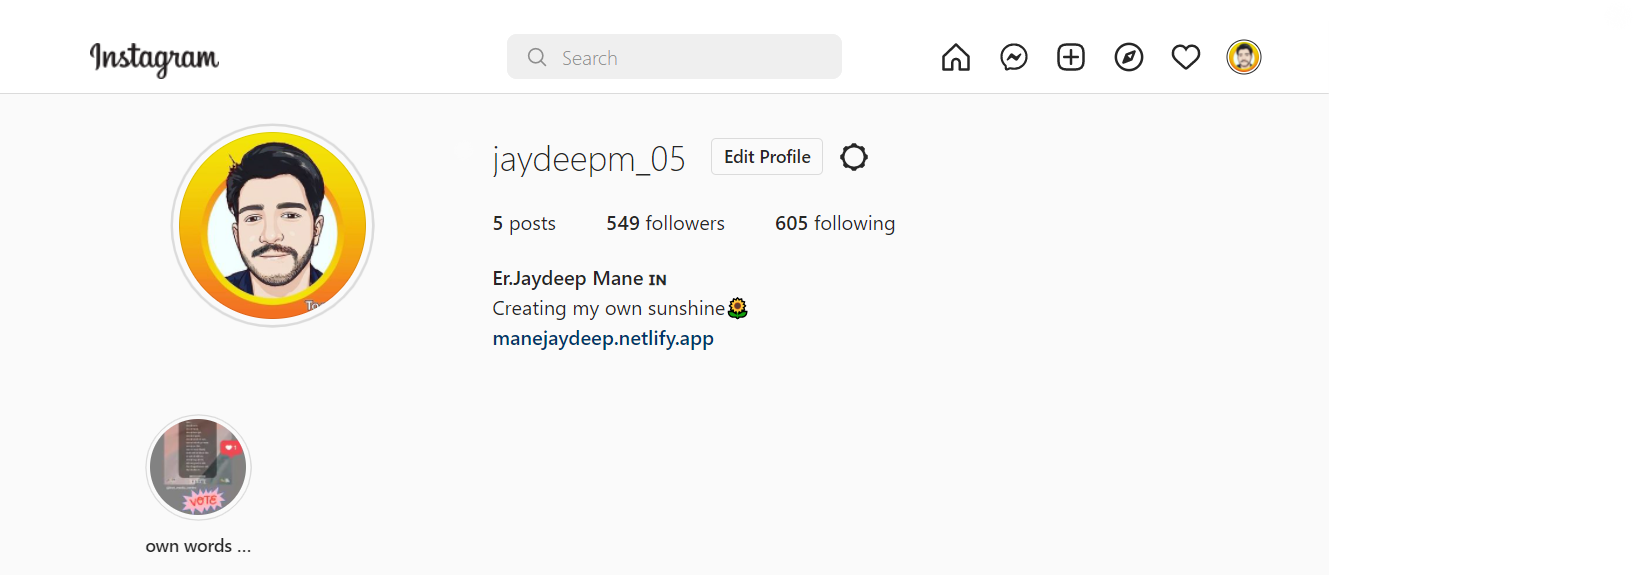 Instagram
Search
jaydeepm_05
Edit Profile
5 posts 549 followers 605 following
Er.Jaydeep Mane ɪɴ
Creating my own sunshine🌻
manejaydeep.netlify.app
VOTE
own words ...